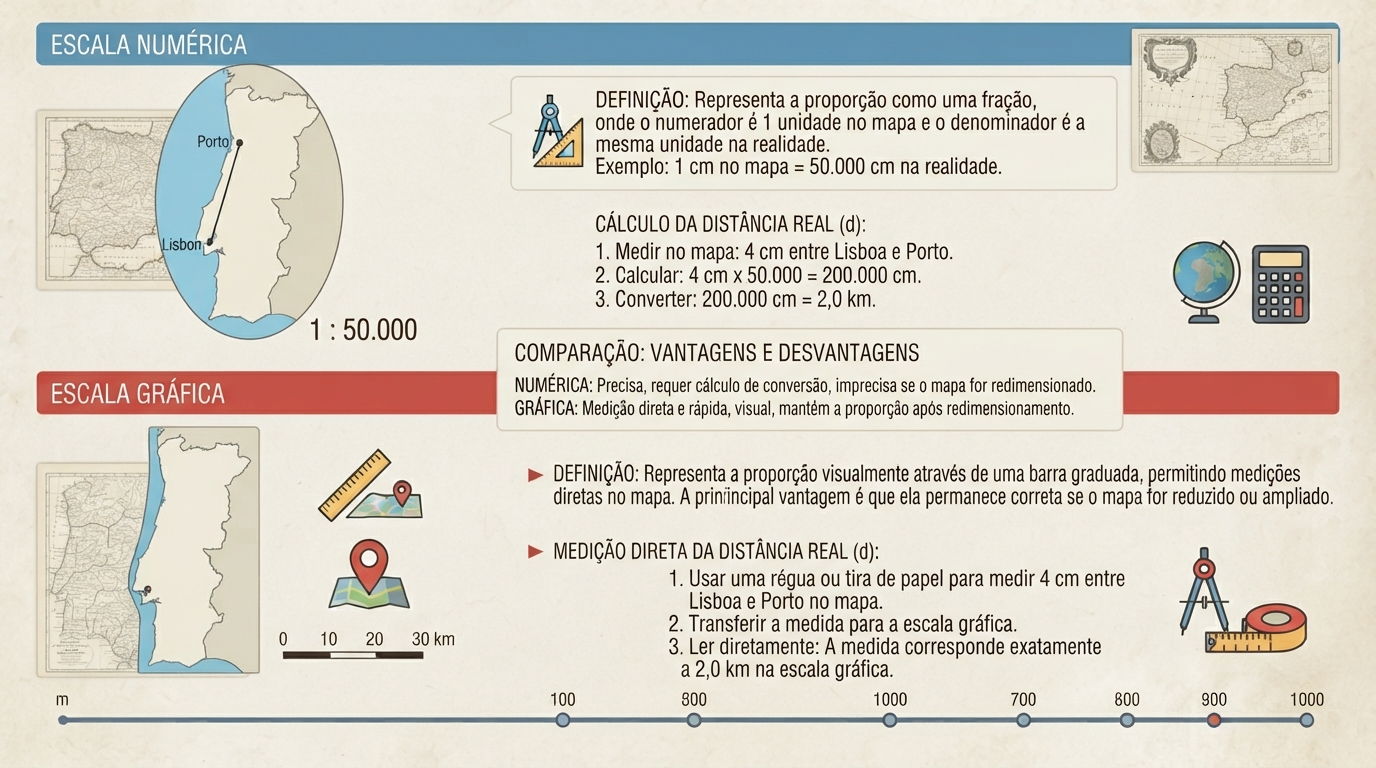 ESCALA NUMÉRICA
Porto
Lisbon
1 : 50.000
DEFINIÇÃO: Representa a proporção como uma fração,
onde o numerador é 1 unidade no mapa e o denominador é a
mesma unidade na realidade.
Exemplo: 1 cm no mapa = 50.000 cm na realidade.
CÁLCULO DA DISTÂNCIA REAL (d):
1. Medir no mapa: 4 cm entre Lisboa e Porto.
2. Calcular: 4 cm x 50.000 = 200.000 cm.
3. Converter: 200.000 cm = 2,0 km.
COMPARAÇÃO: VANTAGENS E DESVANTAGENS
NUMÉRICA: Precisa, requer cálculo de conversão, imprecisa se o mapa for redimensionado.
GRÁFICA: Medição direta e rápida, visual, mantém a proporção após redimensionamento.
ESCALA GRÁFICA
0 10 20 30 km
DEFINIÇÃO: Representa a proporção visualmente através de uma barra graduada, permitindo medições
diretas no mapa. A prinrincipal vantagem é que ela permanece correta se o mapa for reduzido ou ampliado.
MEDIÇÃO DIRETA DA DISTÂNCIA REAL (d):
1. Usar uma régua ou tira de papel para medir 4 cm entre
Lisboa e Porto no mapa.
2. Transferir a medida para a escala gráfica.
3. Ler diretamente: A medida corresponde exatamente
a 2,0 km na escala gráfica.
m 100 800 1000 700 800 900 1000